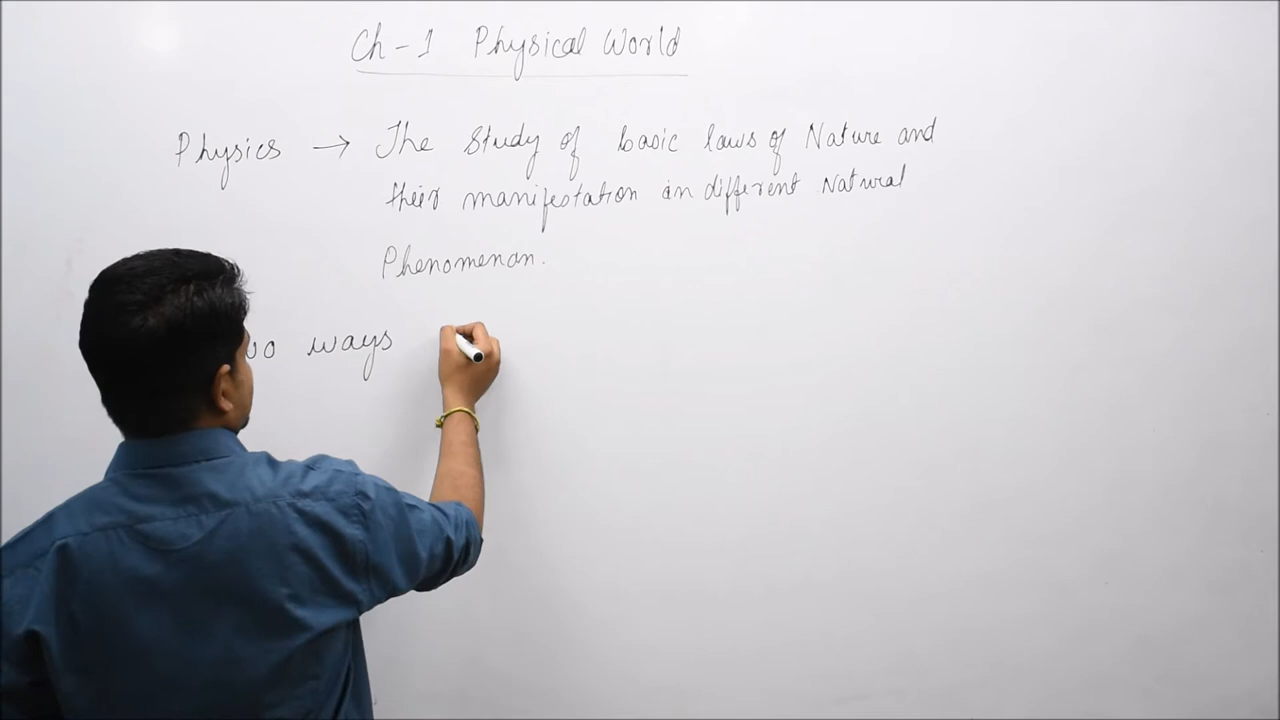 Ch-1 Physical World
Physics → The Study of basic laws of Nature and
their manifestation in different Natural
Phenomenon.
ways